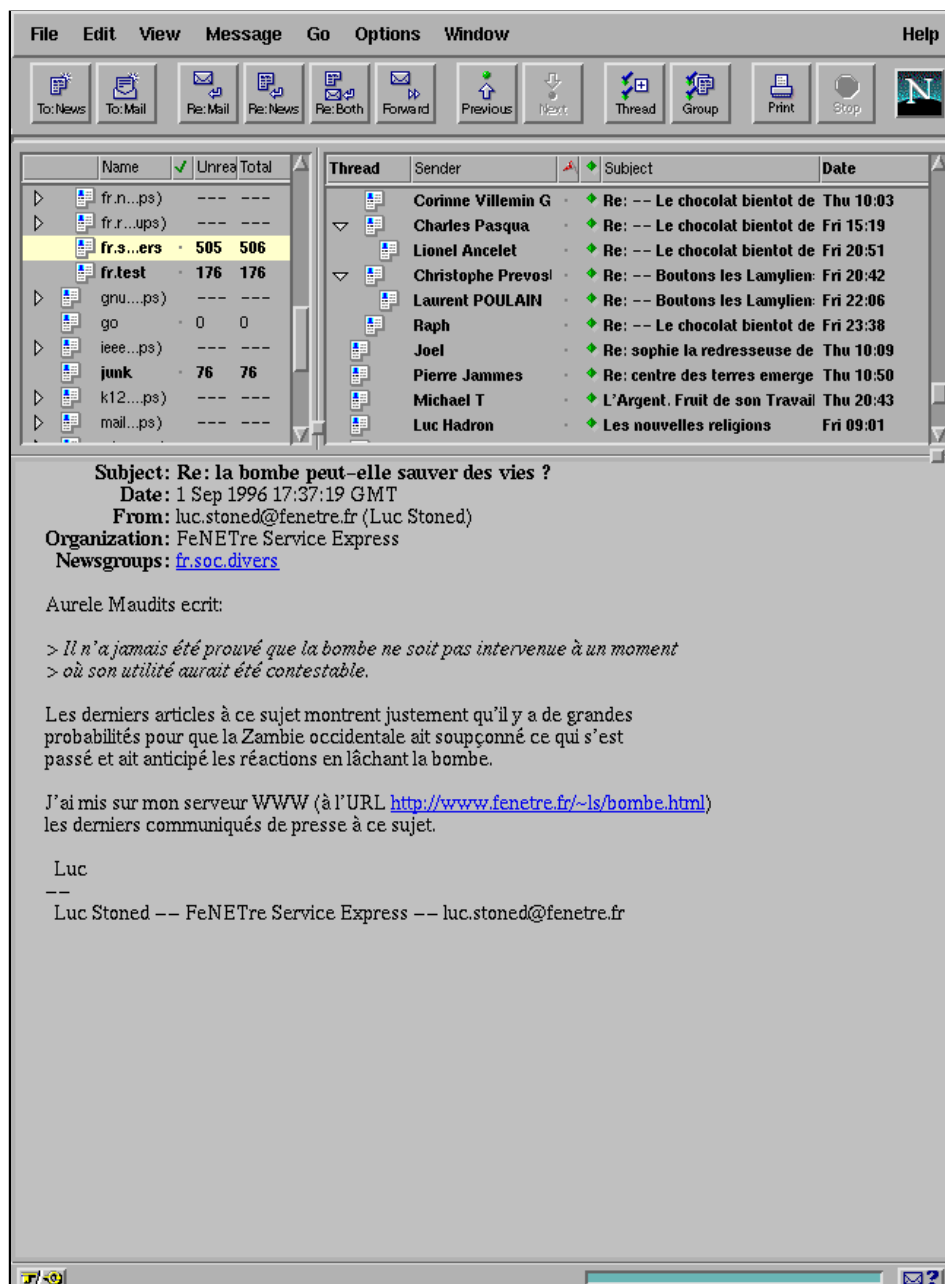 File Edit View Message Go Options Window Help
To:News To:Mail Re:Mail Re:News Re:Both Forward Previous Next Thread Group Print Stop N
Name Unrea Total
fr.n...ps) --- ---
fr.r...ups) --- ---
fr.s...ers 505 506
fr.test 176 176
gnu....ps) --- ---
go 0 0
ieee...ps) --- ---
junk 76 76
k12....ps) --- ---
mail...ps) --- ---
Thread Sender Subject Date
Corinne Villemin G Re: -- Le chocolat bientot de Thu 10:03
Charles Pasqua Re: -- Le chocolat bientot de Fri 15:19
Lionel Ancelet Re: -- Le chocolat bientot de Fri 20:51
Christophe Prevost Re: -- Boutons les Lamylien: Fri 20:42
Laurent POULAIN Re: -- Boutons les Lamylien: Fri 22:06
Raph Re: -- Le chocolat bientot de Fri 23:38
Joel Re: sophie la redresseuse de Thu 10:09
Pierre Jammes Re: centre des terres emerge Thu 10:50
Michael T L'Argent. Fruit de son Travail Thu 20:43
Luc Hadron Les nouvelles religions Fri 09:01
Subject: Re: la bombe peut-elle sauver des vies ?
Date: 1 Sep 1996 17:37:19 GMT
From: luc.stoned@fenetre.fr (Luc Stoned)
Organization: FeNETre Service Express
Newsgroups: fr.soc.divers
Aurele Maudits ecrit:
> Il n'a jamais été prouvé que la bombe ne soit pas intervenue à un moment
> où son utilité aurait été contestable.
Les derniers articles à ce sujet montrent justement qu'il y a de grandes
probabilités pour que la Zambie occidentale ait soupçonné ce qui s'est
passé et ait anticipé les réactions en lâchant la bombe.
J'ai mis sur mon serveur WWW (à l'URL http://www.fenetre.fr/~ls/bombe.html)
les derniers communiqués de presse à ce sujet.
Luc
--
Luc Stoned -- FeNETre Service Express -- luc.stoned@fenetre.fr